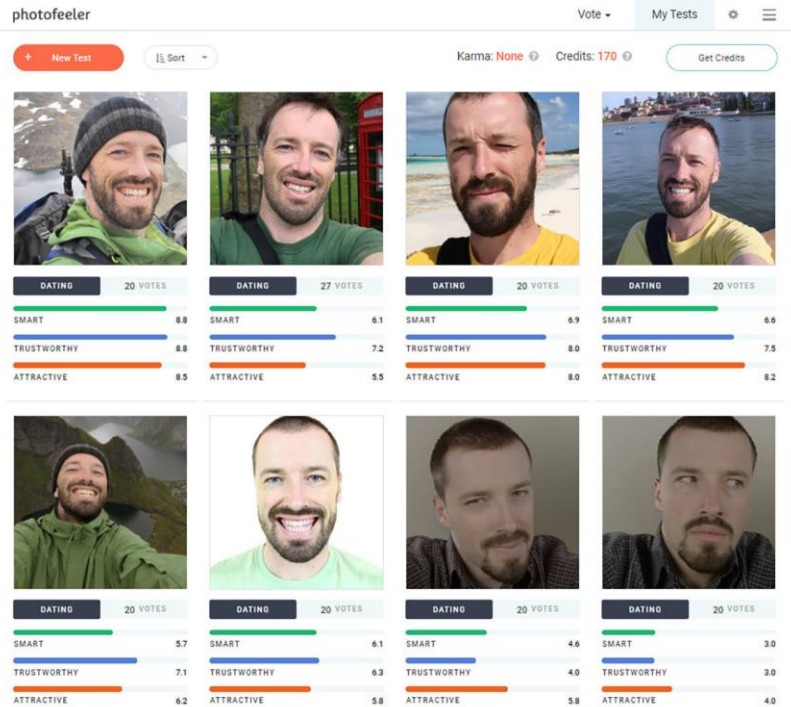 photofeeler
Vote My Tests
+ New Test Sort Karma: None Credits: 170 Get Credits
DATING 20 VOTES DATING 27 VOTES DATING 20 VOTES DATING 20 VOTES
SMART 8.8 SMART 6.1 SMART 6.9 SMART 6.6
TRUSTWORTHY 8.8 TRUSTWORTHY 7.2 TRUSTWORTHY 8.0 TRUSTWORTHY 7.5
ATTRACTIVE 8.5 ATTRACTIVE 5.5 ATTRACTIVE 8.0 ATTRACTIVE 8.2
DATING 20 VOTES DATING 20 VOTES DATING 20 VOTES DATING 20 VOTES
SMART 5.7 SMART 6.1 SMART 4.6 SMART 3.0
TRUSTWORTHY 7.1 TRUSTWORTHY 6.3 TRUSTWORTHY 4.0 TRUSTWORTHY 3.0
ATTRACTIVE 6.2 ATTRACTIVE 5.8 ATTRACTIVE 5.8 ATTRACTIVE 4.0